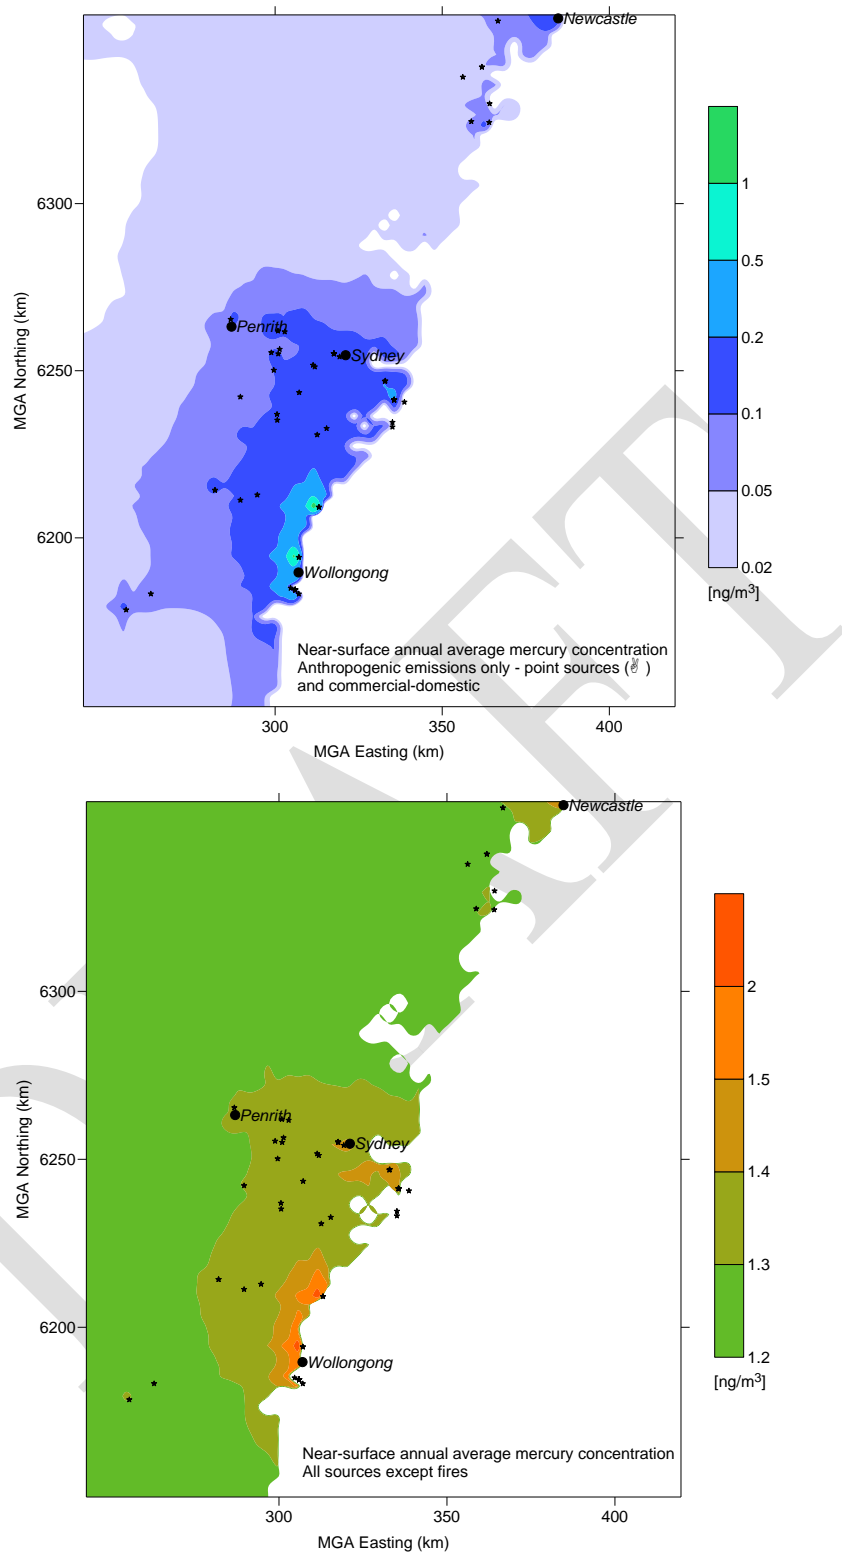 Newcastle
6300
1
0.5
Penrith
0.2
Sydney
6250
MGA Northing (km)
0.1
0.05
6200
Wollongong
0.02
[ng/m³]
Near-surface annual average mercury concentration
Anthropogenic emissions only - point sources (✌ )
and commercial-domestic
300
350
400
MGA Easting (km)
DRAFT
Newcastle
6300
2
1.5
Penrith
Sydney
6250
MGA Northing (km)
1.4
1.3
6200
Wollongong
1.2
[ng/m³]
Near-surface annual average mercury concentration
All sources except fires
300
350
400
MGA Easting (km)